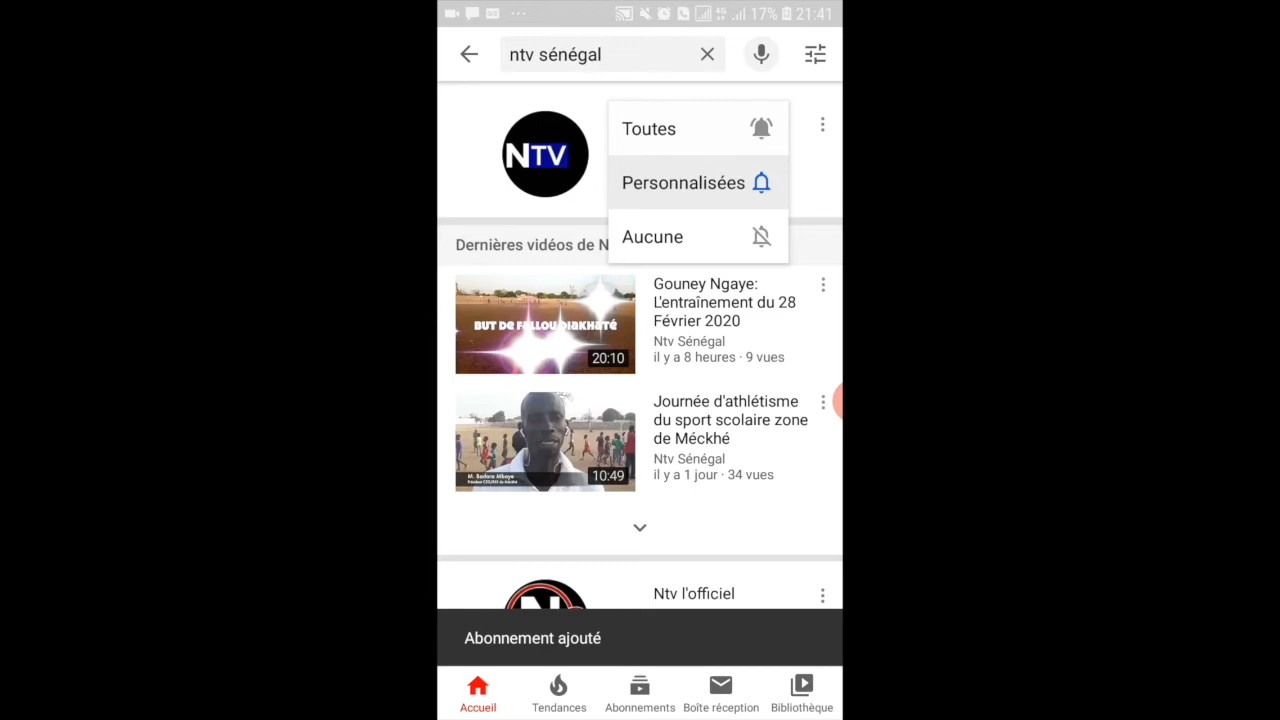 17% 21:41
ntv sénégal
NTV
Toutes
Personnalisées
Aucune
Dernières vidéos de N
BUT DE FALLOU DIAKHATÉ
20:10
Gouney Ngaye:
L'entraînement du 28
Février 2020
Ntv Sénégal
il y a 8 heures · 9 vues
M. Badara Mbaye
10:49
Journée d'athlétisme
du sport scolaire zone
de Méckhé
Ntv Sénégal
il y a 1 jour · 34 vues
Ntv l'officiel
Abonnement ajouté
Accueil
Tendances
Abonnements
Boîte réception
Bibliothèque